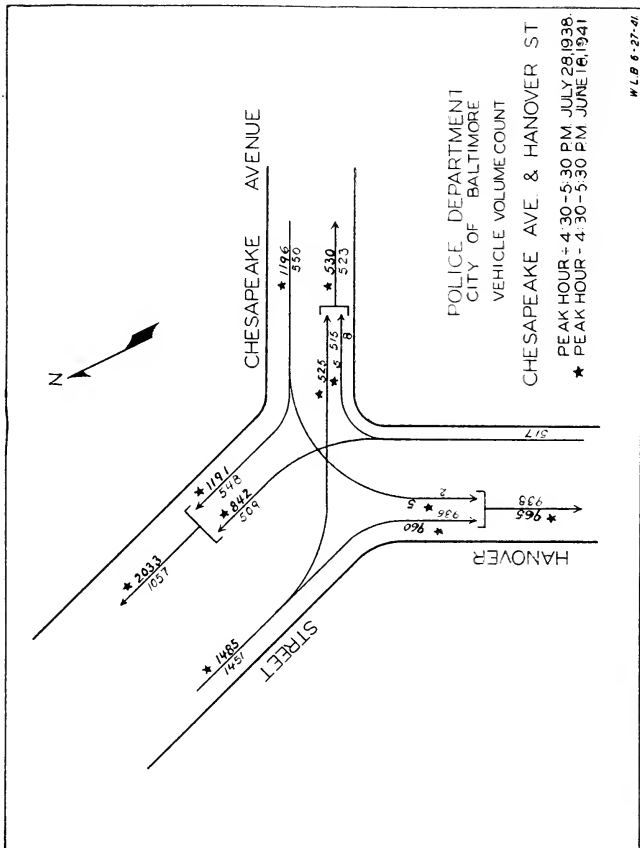 CHESAPEAKE AVENUE
N
★ 1196
550
★ 530
523
★ 525
515
★ 5
8
★ 1191
548
★ 842
509
★ 2033
1057
★ 1485
1451
STREET
517
2
★ 5
936
★ 960
938
★ 965
HANOVER
POLICE DEPARTMENT
CITY OF BALTIMORE
VEHICLE VOLUME COUNT
CHESAPEAKE AVE. & HANOVER ST
PEAK HOUR - 4:30-5:30 P.M. JULY 28, 1938.
★ PEAK HOUR - 4:30-5:30 P.M. JUNE 18, 1941
W.L.B 6-27-41